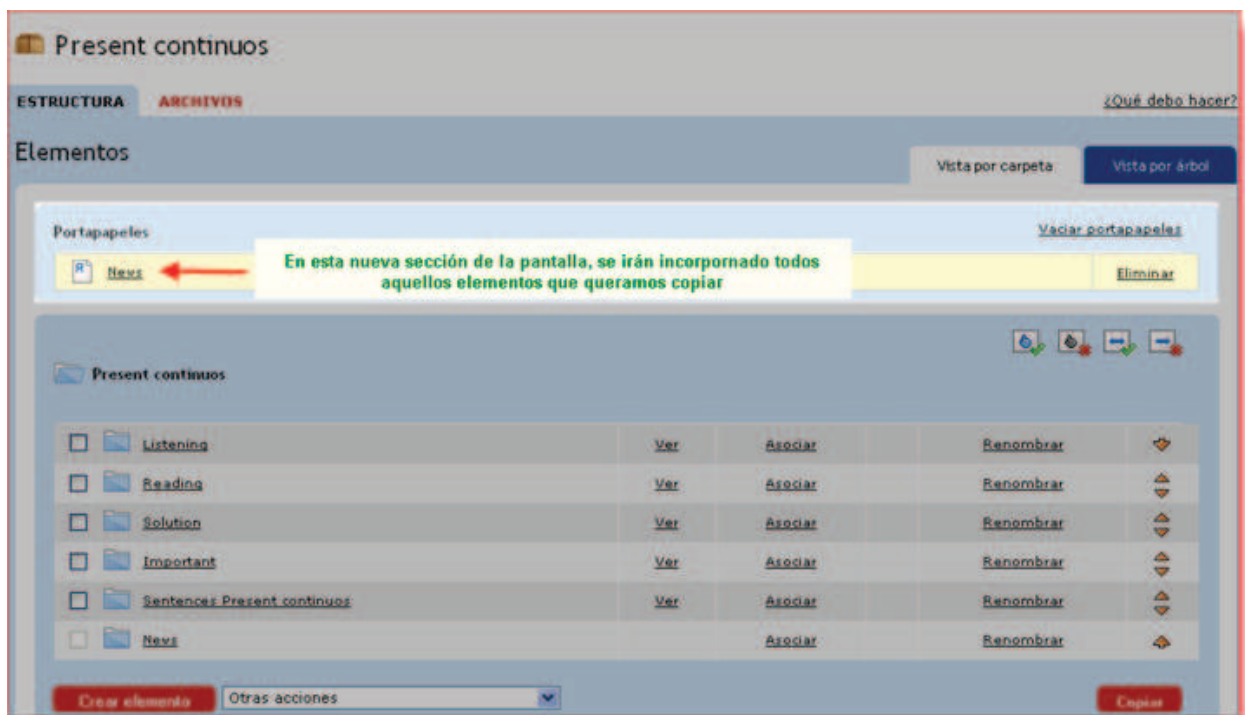 Present continuos
ESTRUCTURA ARCHIVOS ¿Qué debo hacer?
Elementos
Vista por carpeta Vista por árbol
Portapapeles Vaciar portapapeles
News Eliminar
En esta nueva sección de la pantalla, se irán incorpornado todos
aquellos elementos que queramos copiar
Present continuos
Listening Ver Asociar Renombrar
Reading Ver Asociar Renombrar
Solution Ver Asociar Renombrar
Important Ver Asociar Renombrar
Sentences Present continuos Ver Asociar Renombrar
News Asociar Renombrar
Crear elemento Otras acciones Copiar